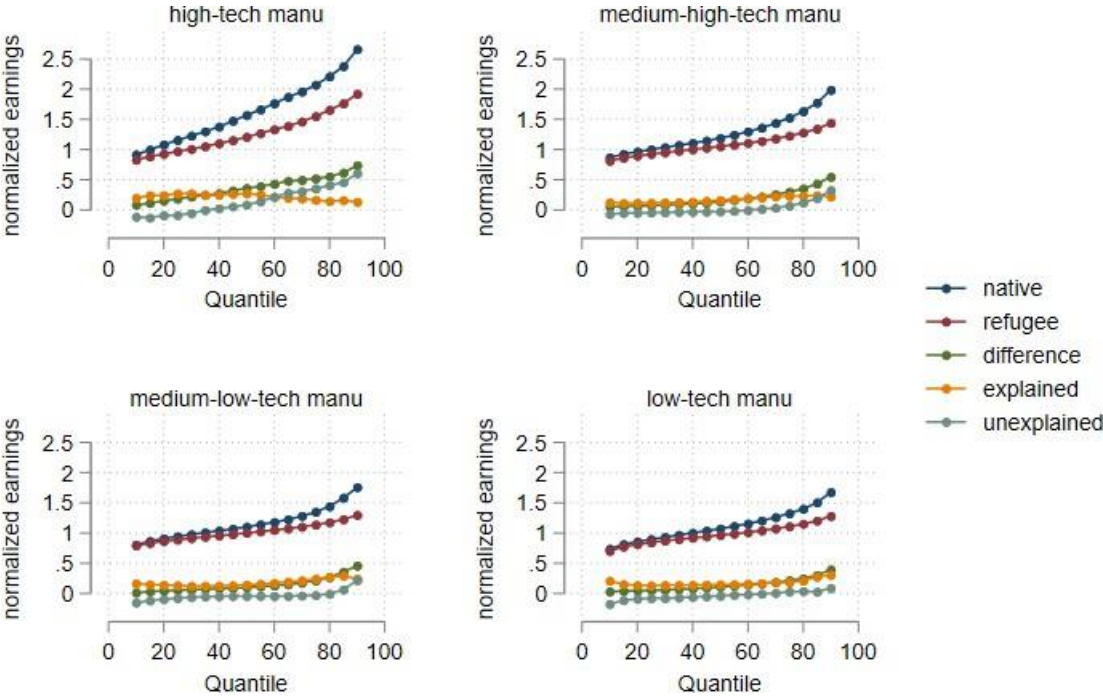 high-tech manu
normalized earnings
2.5
2
1.5
1
.5
0
0 20 40 60 80 100
Quantile
medium-high-tech manu
normalized earnings
2.5
2
1.5
1
.5
0
0 20 40 60 80 100
Quantile
native
refugee
difference
explained
unexplained
medium-low-tech manu
normalized earnings
2.5
2
1.5
1
.5
0
0 20 40 60 80 100
Quantile
low-tech manu
normalized earnings
2.5
2
1.5
1
.5
0
0 20 40 60 80 100
Quantile